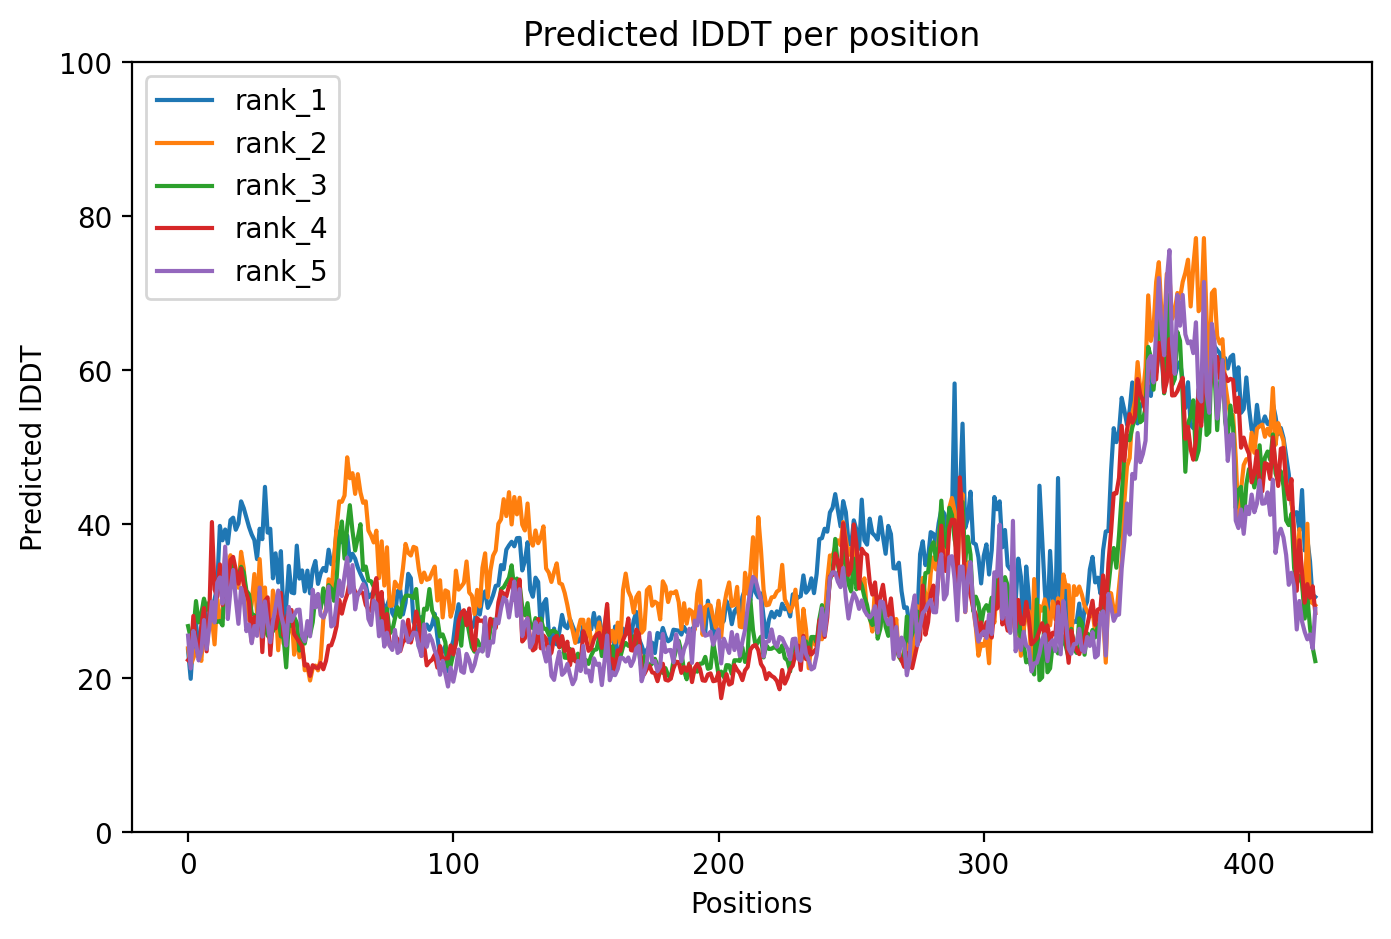 Predicted lDDT per position
100
80
60
40
20
0
Predicted lDDT
rank_1
rank_2
rank_3
rank_4
rank_5
0 100 200 300 400
Positions